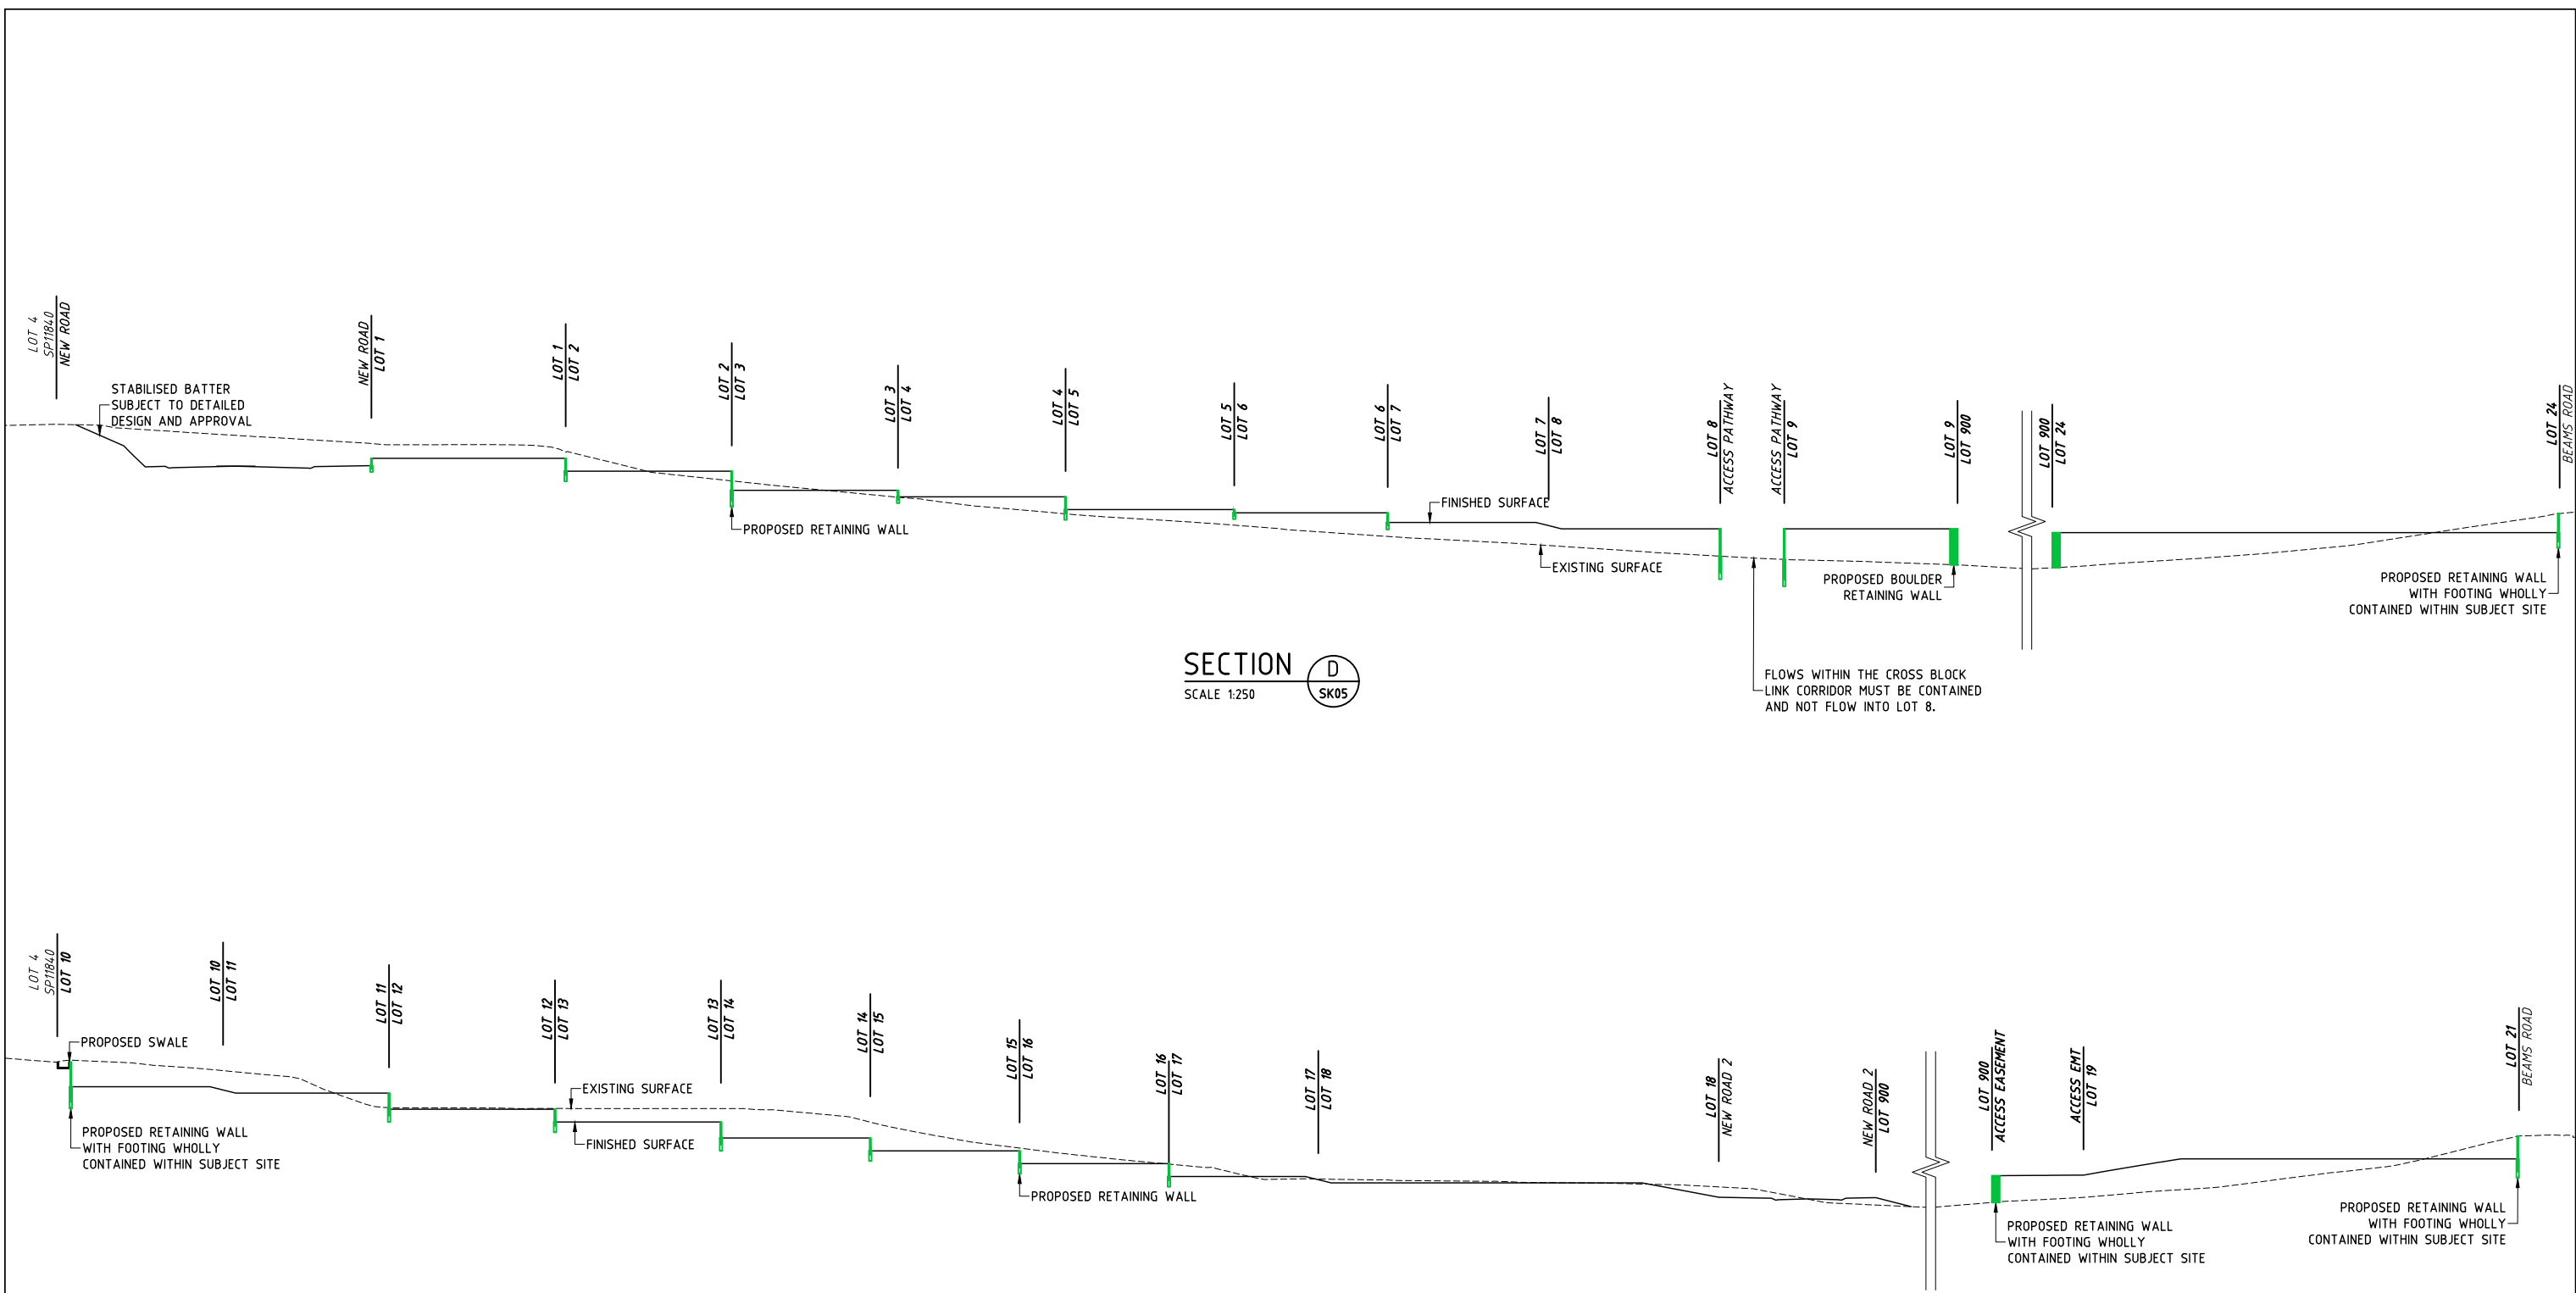 LOT 4
SP11840
NEW ROAD
STABILISED BATTER
SUBJECT TO DETAILED
DESIGN AND APPROVAL
NEW ROAD
LOT 1
LOT 1
LOT 2
LOT 2
LOT 3
PROPOSED RETAINING WALL
LOT 3
LOT 4
LOT 4
LOT 5
LOT 5
LOT 6
LOT 6
LOT 7
FINISHED SURFACE
LOT 7
LOT 8
EXISTING SURFACE
LOT 8
ACCESS PATHWAY
ACCESS PATHWAY
LOT 9
LOT 9
LOT 900
PROPOSED BOULDER
RETAINING WALL
LOT 900
LOT 24
LOT 24
BEAMS ROAD
PROPOSED RETAINING WALL
WITH FOOTING WHOLLY
CONTAINED WITHIN SUBJECT SITE
FLOWS WITHIN THE CROSS BLOCK
LINK CORRIDOR MUST BE CONTAINED
AND NOT FLOW INTO LOT 8.
SECTION D
SCALE 1:250 SK05
LOT 4
SP11840
LOT 10
PROPOSED SWALE
PROPOSED RETAINING WALL
WITH FOOTING WHOLLY
CONTAINED WITHIN SUBJECT SITE
LOT 10
LOT 11
LOT 11
LOT 12
LOT 12
LOT 13
EXISTING SURFACE
FINISHED SURFACE
LOT 13
LOT 14
LOT 14
LOT 15
LOT 15
LOT 16
PROPOSED RETAINING WALL
LOT 16
LOT 17
LOT 17
LOT 18
LOT 18
NEW ROAD 2
NEW ROAD 2
LOT 900
LOT 900
ACCESS EASEMENT
PROPOSED RETAINING WALL
WITH FOOTING WHOLLY
CONTAINED WITHIN SUBJECT SITE
ACCESS EMT
LOT 19
LOT 21
BEAMS ROAD
PROPOSED RETAINING WALL
WITH FOOTING WHOLLY
CONTAINED WITHIN SUBJECT SITE